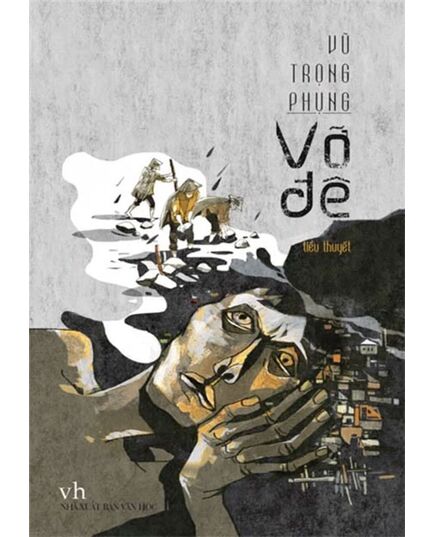 VŨ
TRỌNG
PHỤNG
Vỡ
đê
tiểu thuyết
vh
NHÀ XUẤT BẢN VĂN HỌC